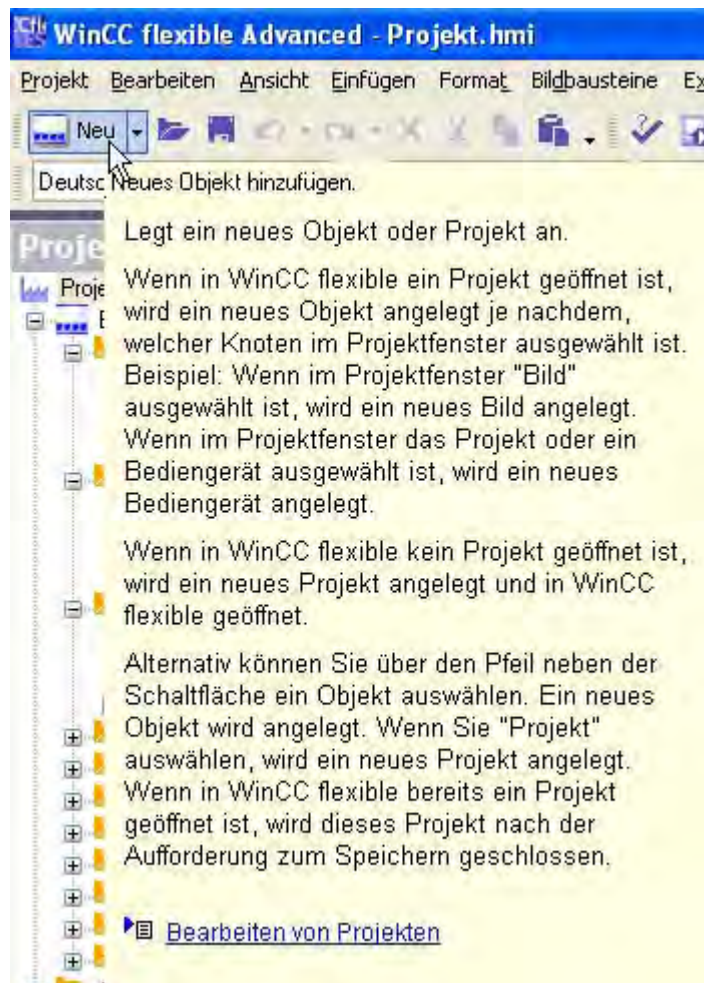 WinCC flexible Advanced - Projekt.hmi
Projekt Bearbeiten Ansicht Einfügen Format Bildbausteine
Neu
Neues Objekt hinzufügen.
Legt ein neues Objekt oder Projekt an.
Wenn in WinCC flexible ein Projekt geöffnet ist,
wird ein neues Objekt angelegt je nachdem,
welcher Knoten im Projektfenster ausgewählt ist.
Beispiel: Wenn im Projektfenster "Bild"
ausgewählt ist, wird ein neues Bild angelegt.
Wenn im Projektfenster das Projekt oder ein
Bediengerät ausgewählt ist, wird ein neues
Bediengerät angelegt.
Wenn in WinCC flexible kein Projekt geöffnet ist,
wird ein neues Projekt angelegt und in WinCC
flexible geöffnet.
Alternativ können Sie über den Pfeil neben der
Schaltfläche ein Objekt auswählen. Ein neues
Objekt wird angelegt. Wenn Sie "Projekt"
auswählen, wird ein neues Projekt angelegt.
Wenn in WinCC flexible bereits ein Projekt
geöffnet ist, wird dieses Projekt nach der
Aufforderung zum Speichern geschlossen.
Bearbeiten von Projekten